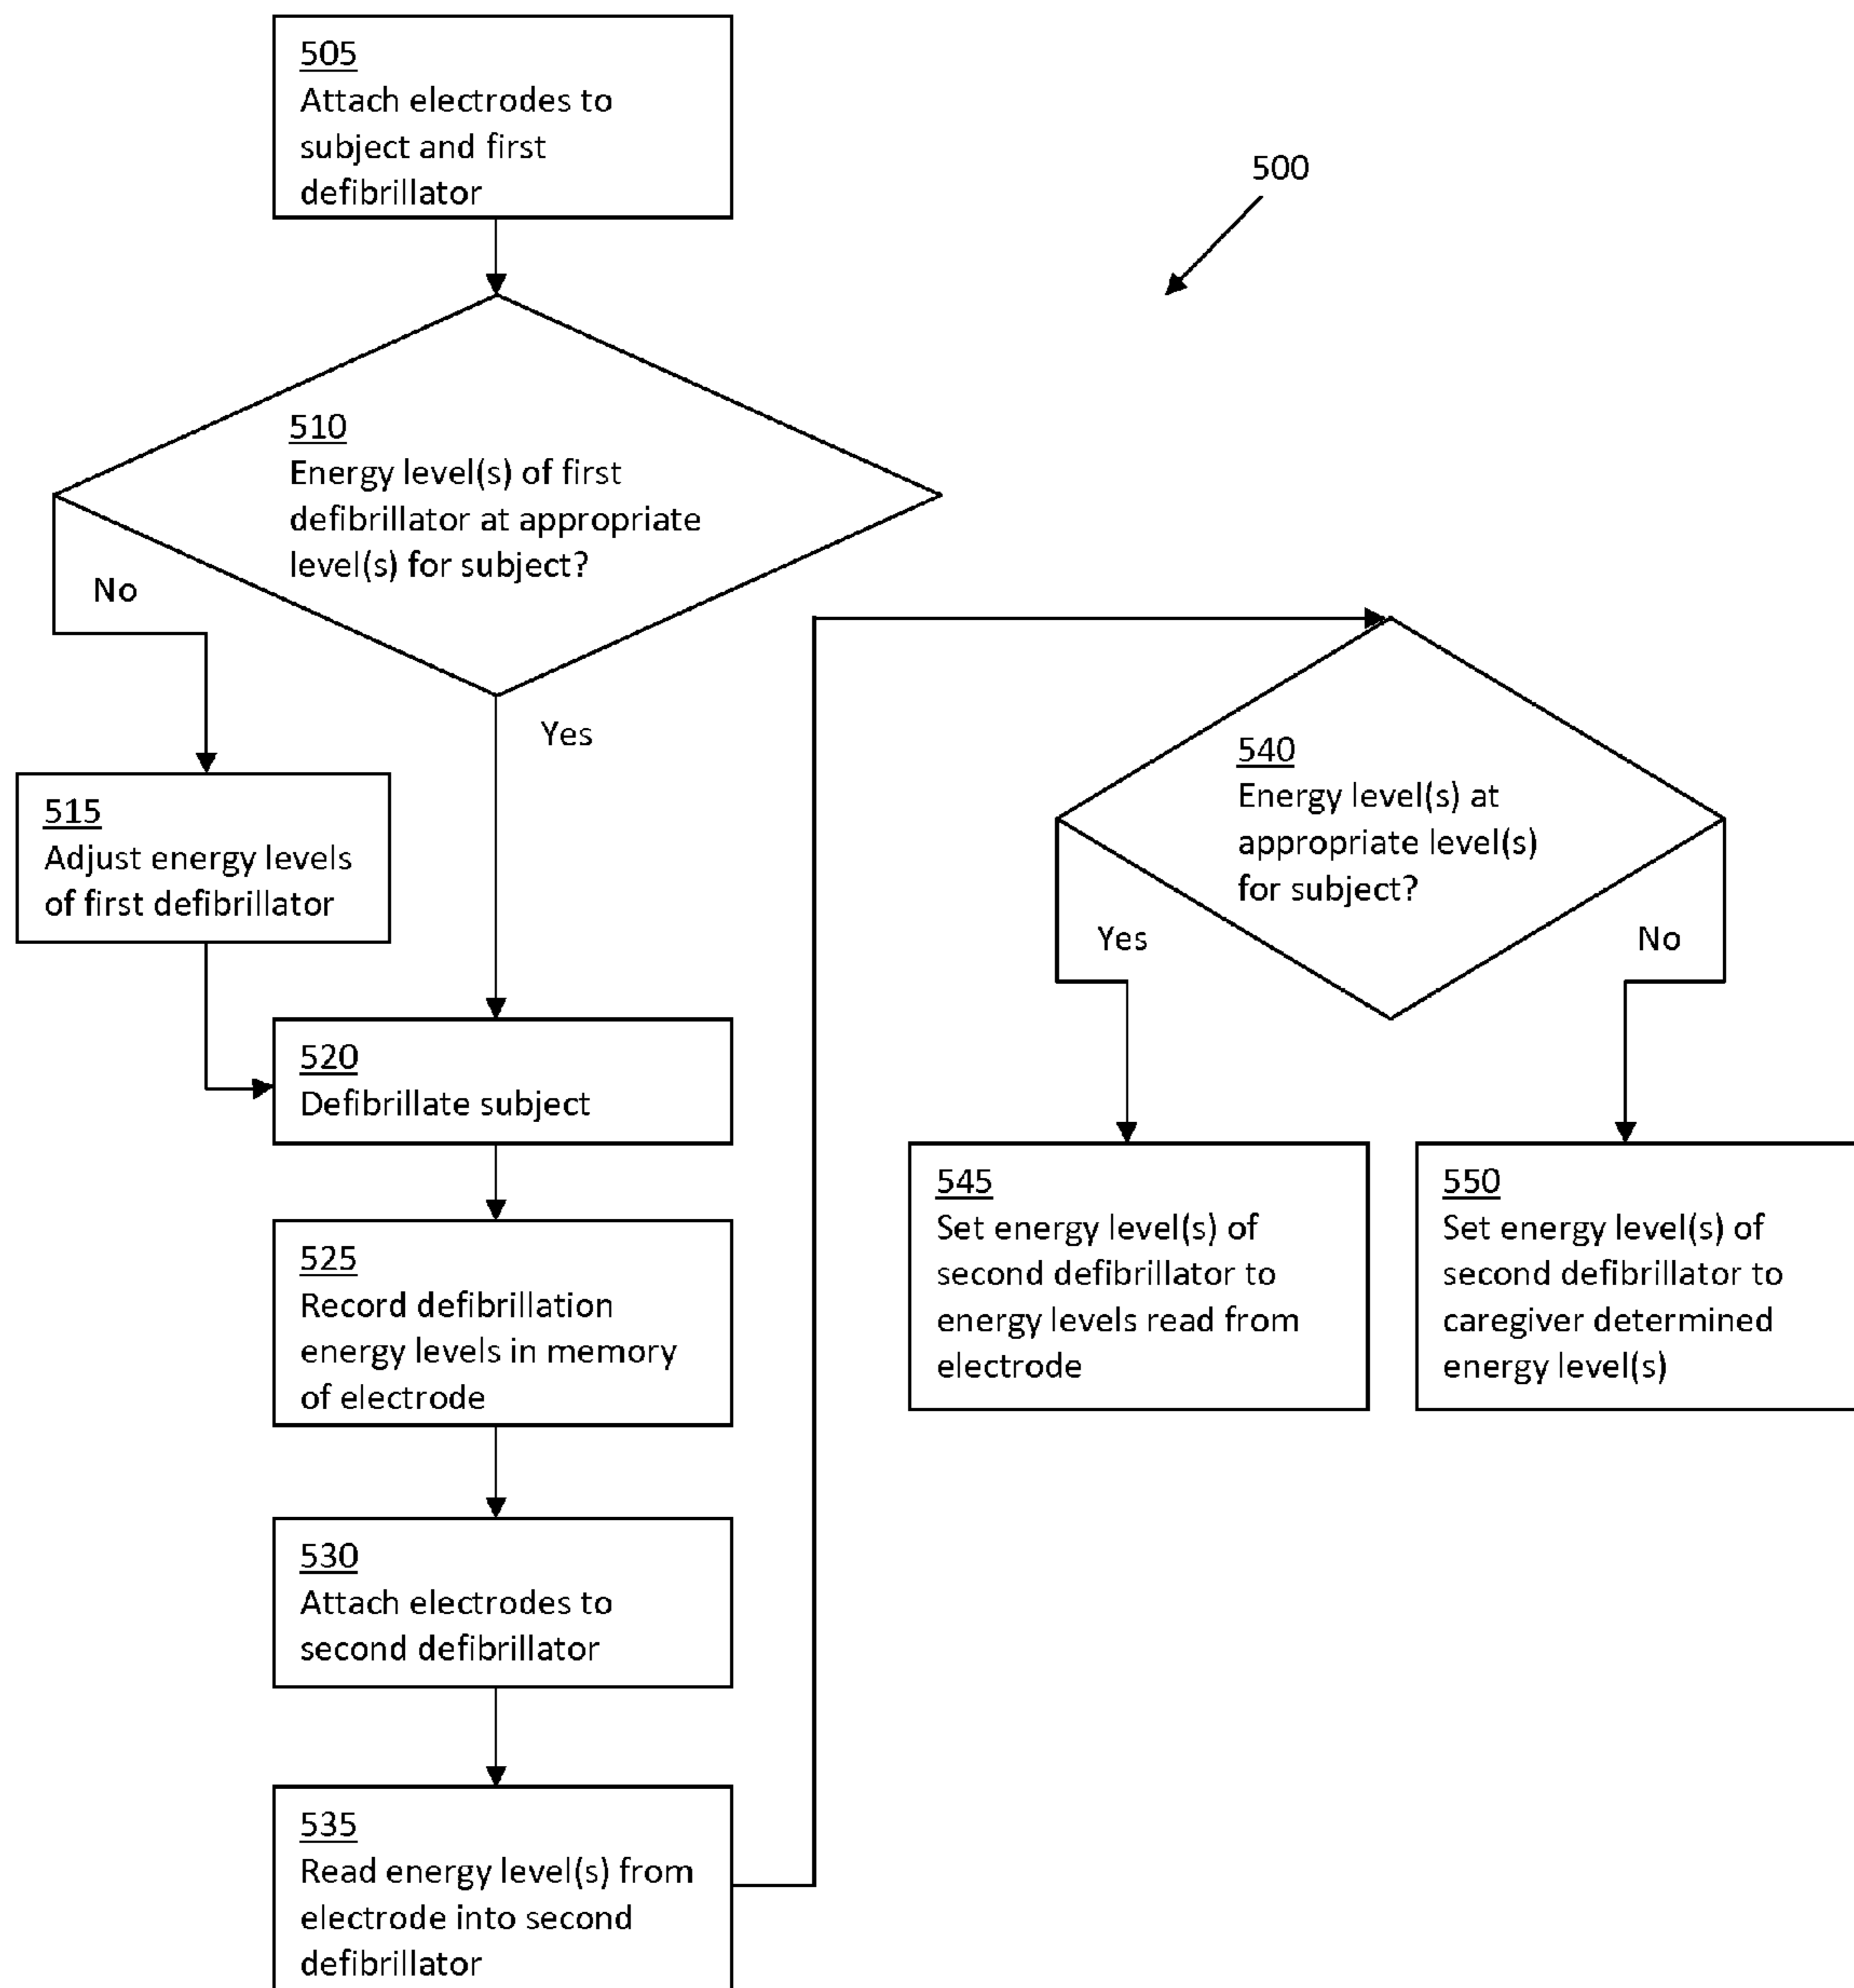 505
Attach electrodes to
subject and first
defibrillator
500
510
Energy level(s) of first
defibrillator at appropriate
level(s) for subject?
No
Yes
515
Adjust energy levels
of first defibrillator
520
Defibrillate subject
525
Record defibrillation
energy levels in memory
of electrode
530
Attach electrodes to
second defibrillator
535
Read energy level(s) from
electrode into second
defibrillator
540
Energy level(s) at
appropriate level(s)
for subject?
Yes
No
545
Set energy level(s) of
second defibrillator to
energy levels read from
electrode
550
Set energy level(s) of
second defibrillator to
caregiver determined
energy level(s)